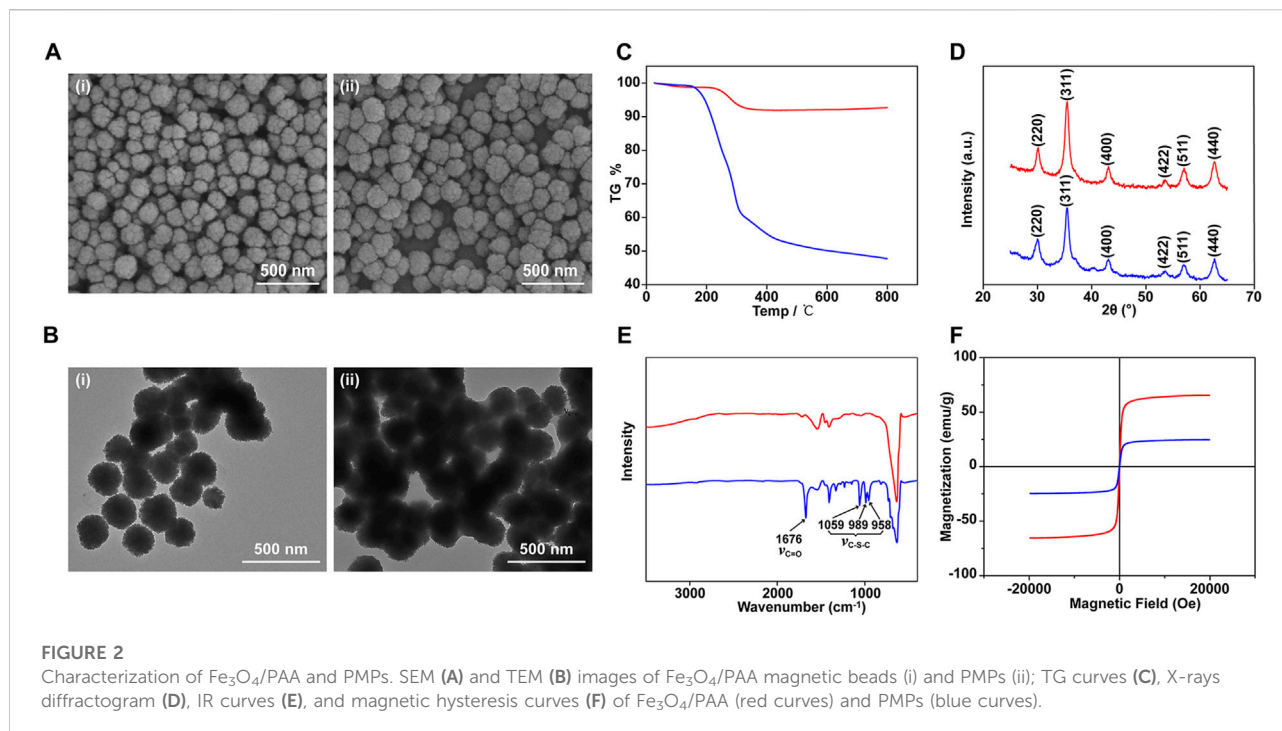 A
(i)
500 nm
(ii)
500 nm
B
(i)
500 nm
(ii)
500 nm
C
100
90
80
70
60
50
40
TG %
0
200
400
600
800
Temp / ℃
D
Intensity (a.u.)
(220)
(311)
(400)
(422)
(511)
(440)
(220)
(311)
(400)
(422)
(511)
(440)
20
30
40
50
60
70
2θ (°)
E
Intensity
1676
νC=O
1059 989 958
νC-S-C
3000
2000
1000
Wavenumber (cm-1)
F
Magnetization (emu/g)
100
50
0
-50
-100
-20000
0
20000
Magnetic Field (Oe)
FIGURE 2
Characterization of Fe3O4/PAA and PMPs. SEM (A) and TEM (B) images of Fe3O4/PAA magnetic beads (i) and PMPs (ii); TG curves (C), X-rays
diffractogram (D), IR curves (E), and magnetic hysteresis curves (F) of Fe3O4/PAA (red curves) and PMPs (blue curves).